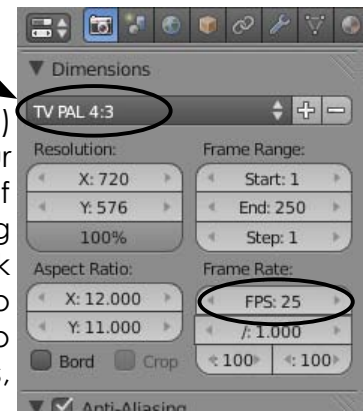 Dimensions
TV PAL 4:3
Resolution: Frame Range:
X: 720 Start: 1
Y: 576 End: 250
100% Step: 1
Aspect Ratio: Frame Rate:
X: 12.000 FPS: 25
Y: 11.000 /: 1.000
Bord Crop : 100 : 100
Anti-Aliasing